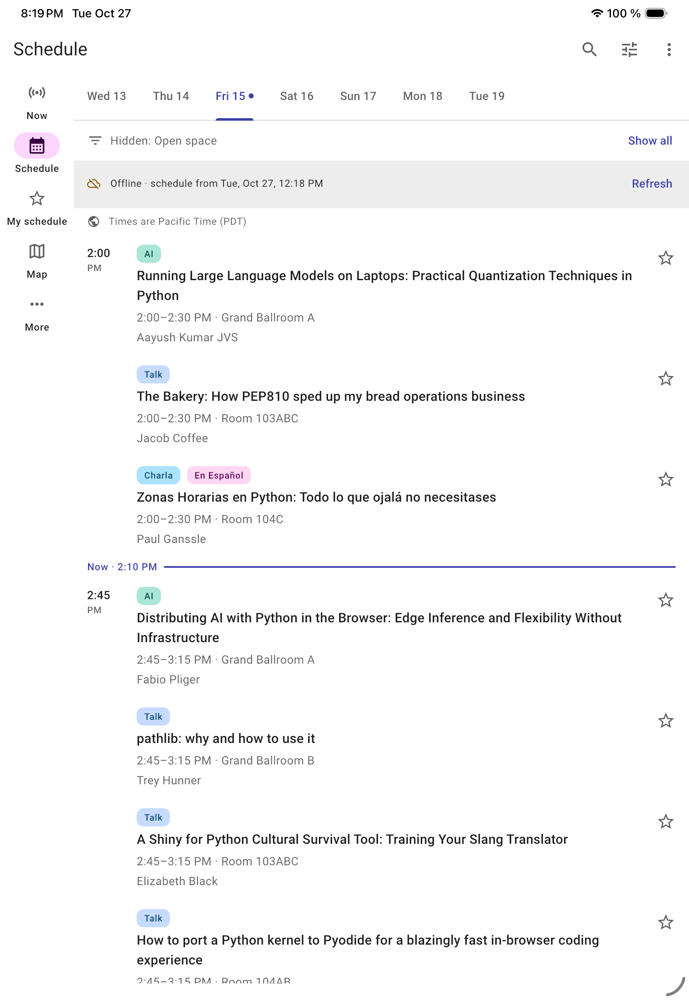 8:19 PM Tue Oct 27
100 %
Schedule
Now
Schedule
My schedule
Map
More
Wed 13 Thu 14 Fri 15 • Sat 16 Sun 17 Mon 18 Tue 19
Hidden: Open space Show all
Offline · schedule from Tue, Oct 27, 12:18 PM Refresh
Times are Pacific Time (PDT)
2:00 PM
AI
Running Large Language Models on Laptops: Practical Quantization Techniques in
Python
2:00–2:30 PM · Grand Ballroom A
Aayush Kumar JVS
Talk
The Bakery: How PEP810 sped up my bread operations business
2:00–2:30 PM · Room 103ABC
Jacob Coffee
Charla En Español
Zonas Horarias en Python: Todo lo que ojalá no necesitases
2:00–2:30 PM · Room 104C
Paul Ganssle
Now · 2:10 PM
2:45 PM
AI
Distributing AI with Python in the Browser: Edge Inference and Flexibility Without
Infrastructure
2:45–3:15 PM · Grand Ballroom A
Fabio Pliger
Talk
pathlib: why and how to use it
2:45–3:15 PM · Grand Ballroom B
Trey Hunner
Talk
A Shiny for Python Cultural Survival Tool: Training Your Slang Translator
2:45–3:15 PM · Room 103ABC
Elizabeth Black
Talk
How to port a Python kernel to Pyodide for a blazingly fast in-browser coding
experience
2:45–3:15 PM · Room 104AB